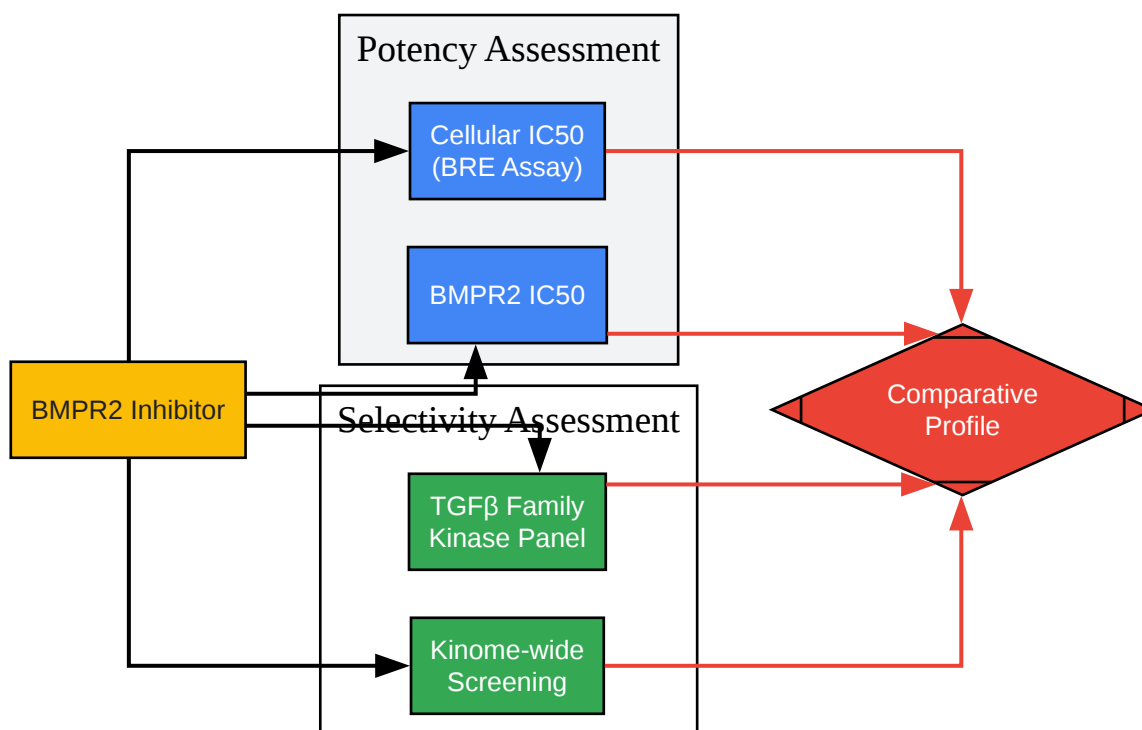 Potency Assessment
Cellular IC50
(BRE Assay)
BMPR2 IC50
BMPR2 Inhibitor
Selectivity Assessment
TGFβ Family
Kinase Panel
Kinome-wide
Screening
Comparative
Profile